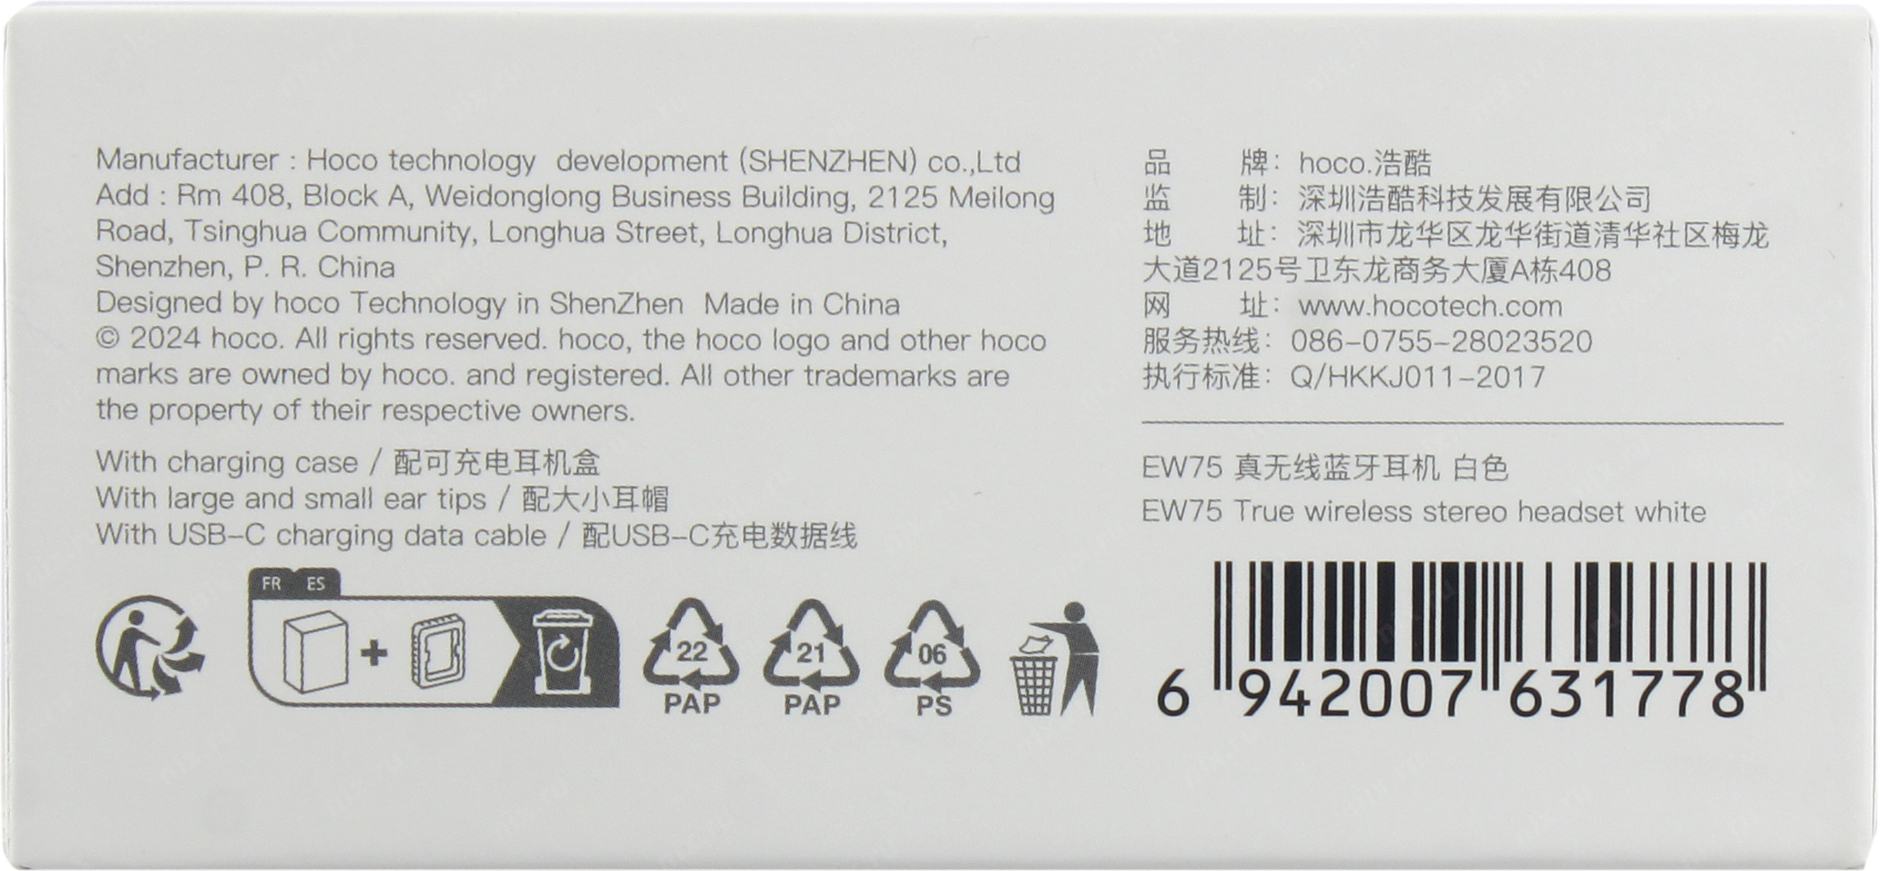 Manufacturer : Hoco technology  development (SHENZHEN) co.,Ltd
Add : Rm 408, Block A, Weidonglong Business Building, 2125 Meilong
Road, Tsinghua Community, Longhua Street, Longhua District,
Shenzhen, P. R. China
Designed by hoco Technology in ShenZhen  Made in China
© 2024 hoco. All rights reserved. hoco, the hoco logo and other hoco
marks are owned by hoco. and registered. All other trademarks are
the property of their respective owners.
With charging case / 配可充电耳机盒
With large and small ear tips / 配大小耳帽
With USB-C charging data cable / 配USB-C充电数据线
FR ES
22
PAP
21
PAP
06
PS
品 牌：hoco.浩酷
监 制：深圳浩酷科技发展有限公司
地 址：深圳市龙华区龙华街道清华社区梅龙
大道2125号卫东龙商务大厦A栋408
网 址：www.hocotech.com
服务热线：086-0755-28023520
执行标准：Q/HKKJ011-2017
EW75 真无线蓝牙耳机 白色
EW75 True wireless stereo headset white
6 942007 631778